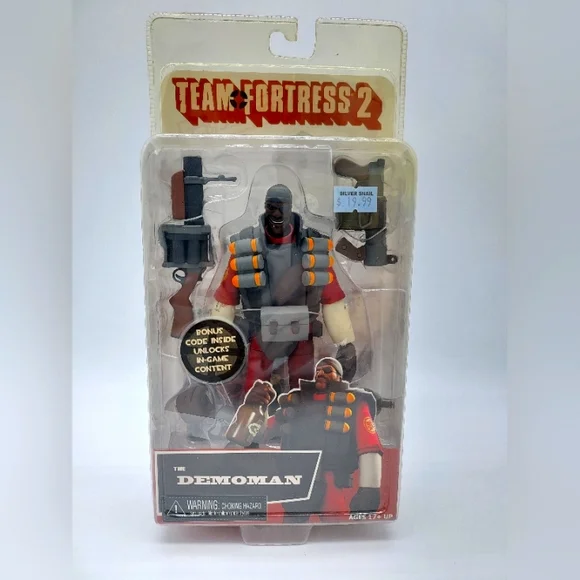 TEAM FORTRESS 2
SILVER SNAIL
$ 19.99
BONUS
CODE INSIDE
UNLOCKS
IN-GAME
CONTENT
THE
DEMOMAN
WARNING: CHOKING HAZARD
AGES 17+ UP